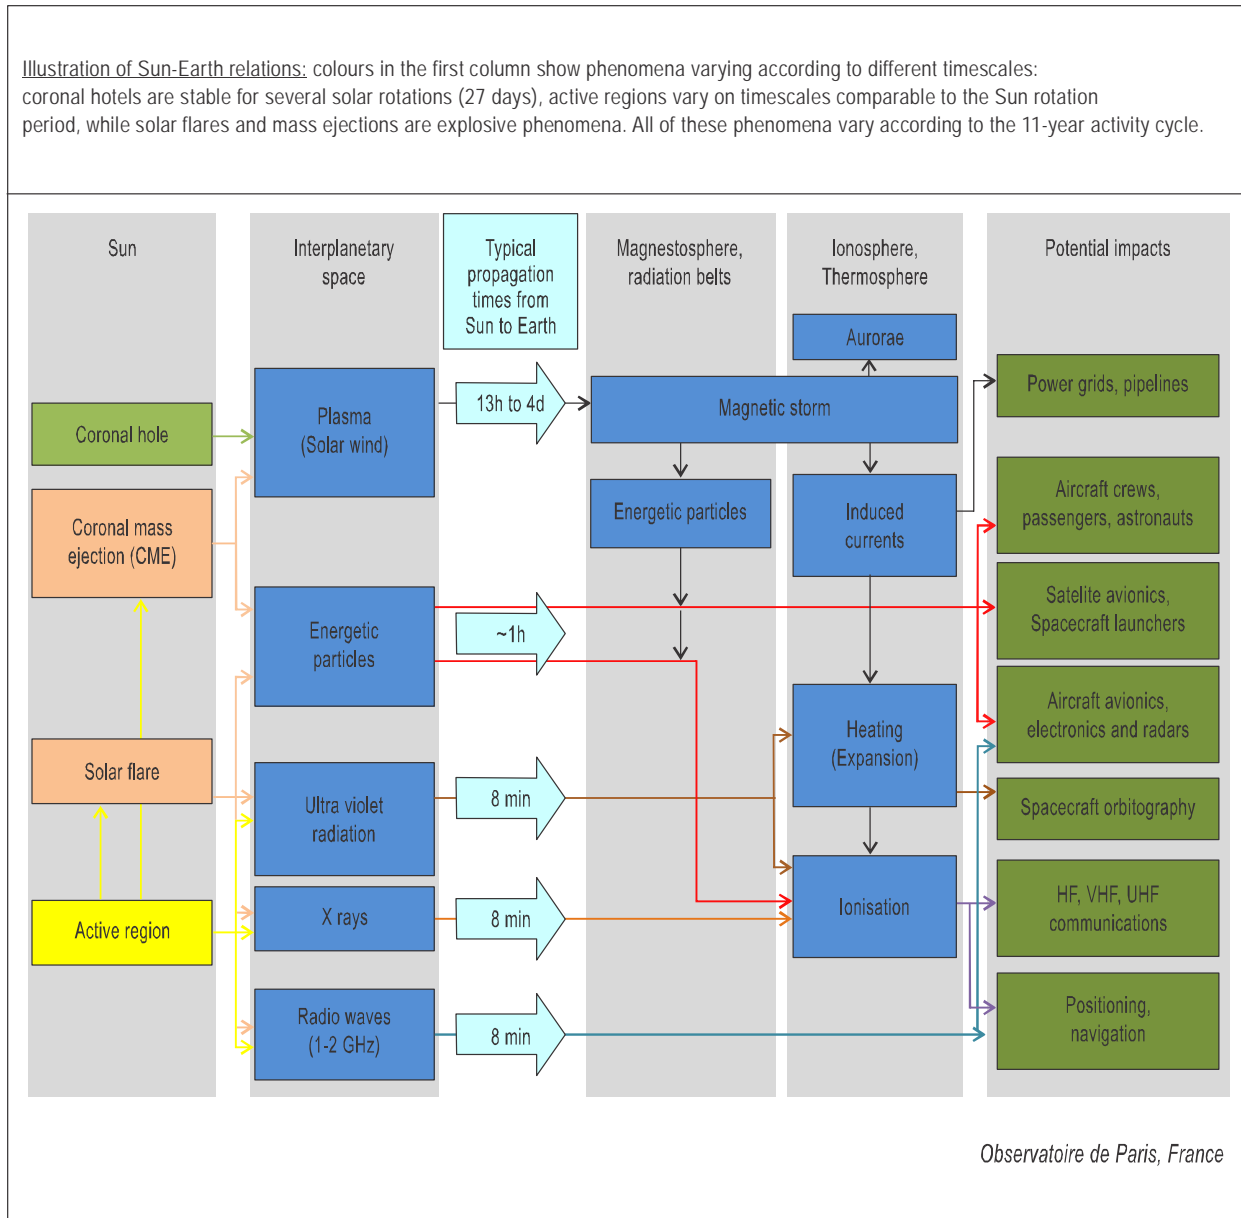 Illustration of Sun-Earth relations: colours in the first column show phenomena varying according to different timescales:
coronal hotels are stable for several solar rotations (27 days), active regions vary on timescales comparable to the Sun rotation
period, while solar flares and mass ejections are explosive phenomena. All of these phenomena vary according to the 11-year activity cycle.
Sun
Coronal hole
Coronal mass
ejection (CME)
Solar flare
Active region
Interplanetary
space
Plasma
(Solar wind)
Energetic
particles
Ultra violet
radiation
X rays
Radio waves
(1-2 GHz)
Typical
propagation
times from
Sun to Earth
13h to 4d
~1h
8 min
8 min
8 min
Magnestosphere,
radiation belts
Magnetic storm
Energetic particles
Ionosphere,
Thermosphere
Aurorae
Induced
currents
Heating
(Expansion)
Ionisation
Potential impacts
Power grids, pipelines
Aircraft crews,
passengers, astronauts
Satelite avionics,
Spacecraft launchers
Aircraft avionics,
electronics and radars
Spacecraft orbitography
HF, VHF, UHF
communications
Positioning,
navigation
Observatoire de Paris, France